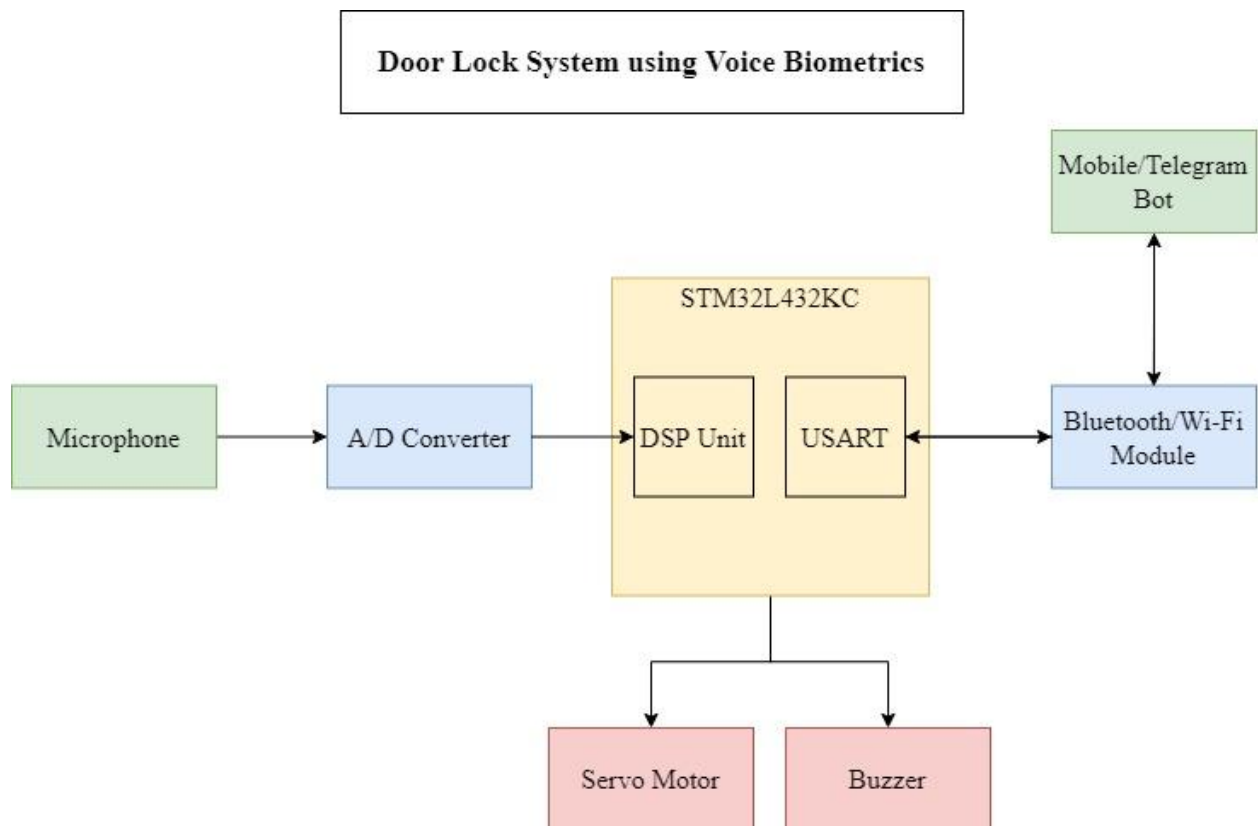 Door Lock System using Voice Biometrics
Mobile/Telegram
Bot
STM32L432KC
Microphone
A/D Converter
DSP Unit
USART
Bluetooth/Wi-Fi
Module
Servo Motor
Buzzer